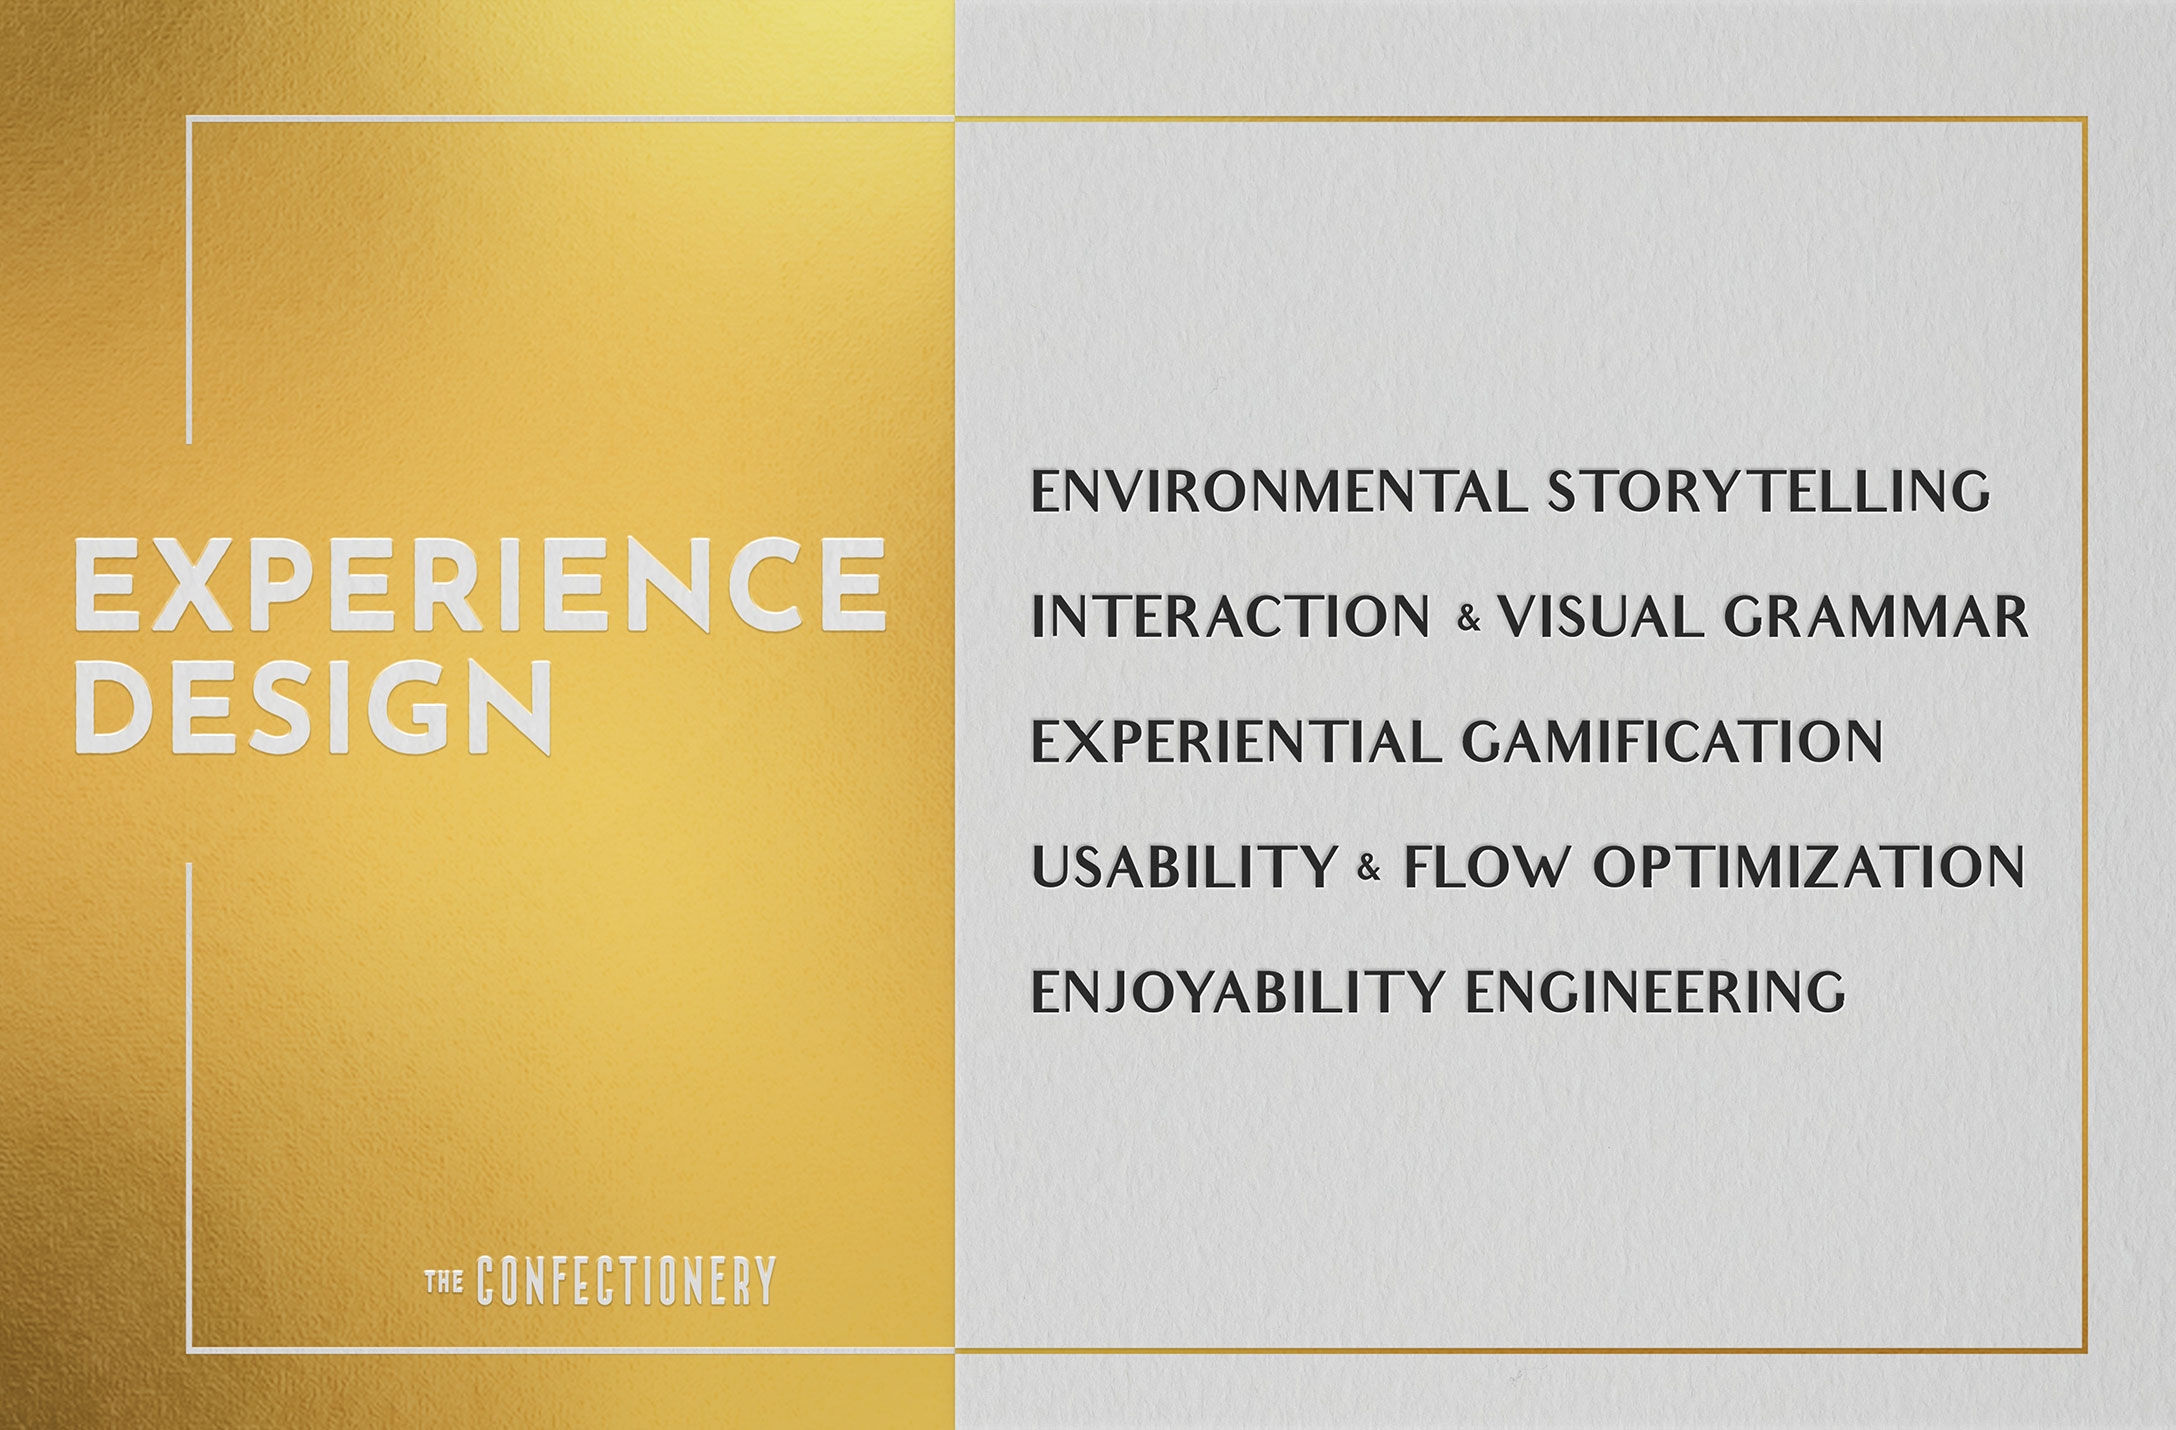 EXPERIENCE
DESIGN
THE CONFECTIONERY
ENVIRONMENTAL STORYTELLING
INTERACTION & VISUAL GRAMMAR
EXPERIENTIAL GAMIFICATION
USABILITY & FLOW OPTIMIZATION
ENJOYABILITY ENGINEERING